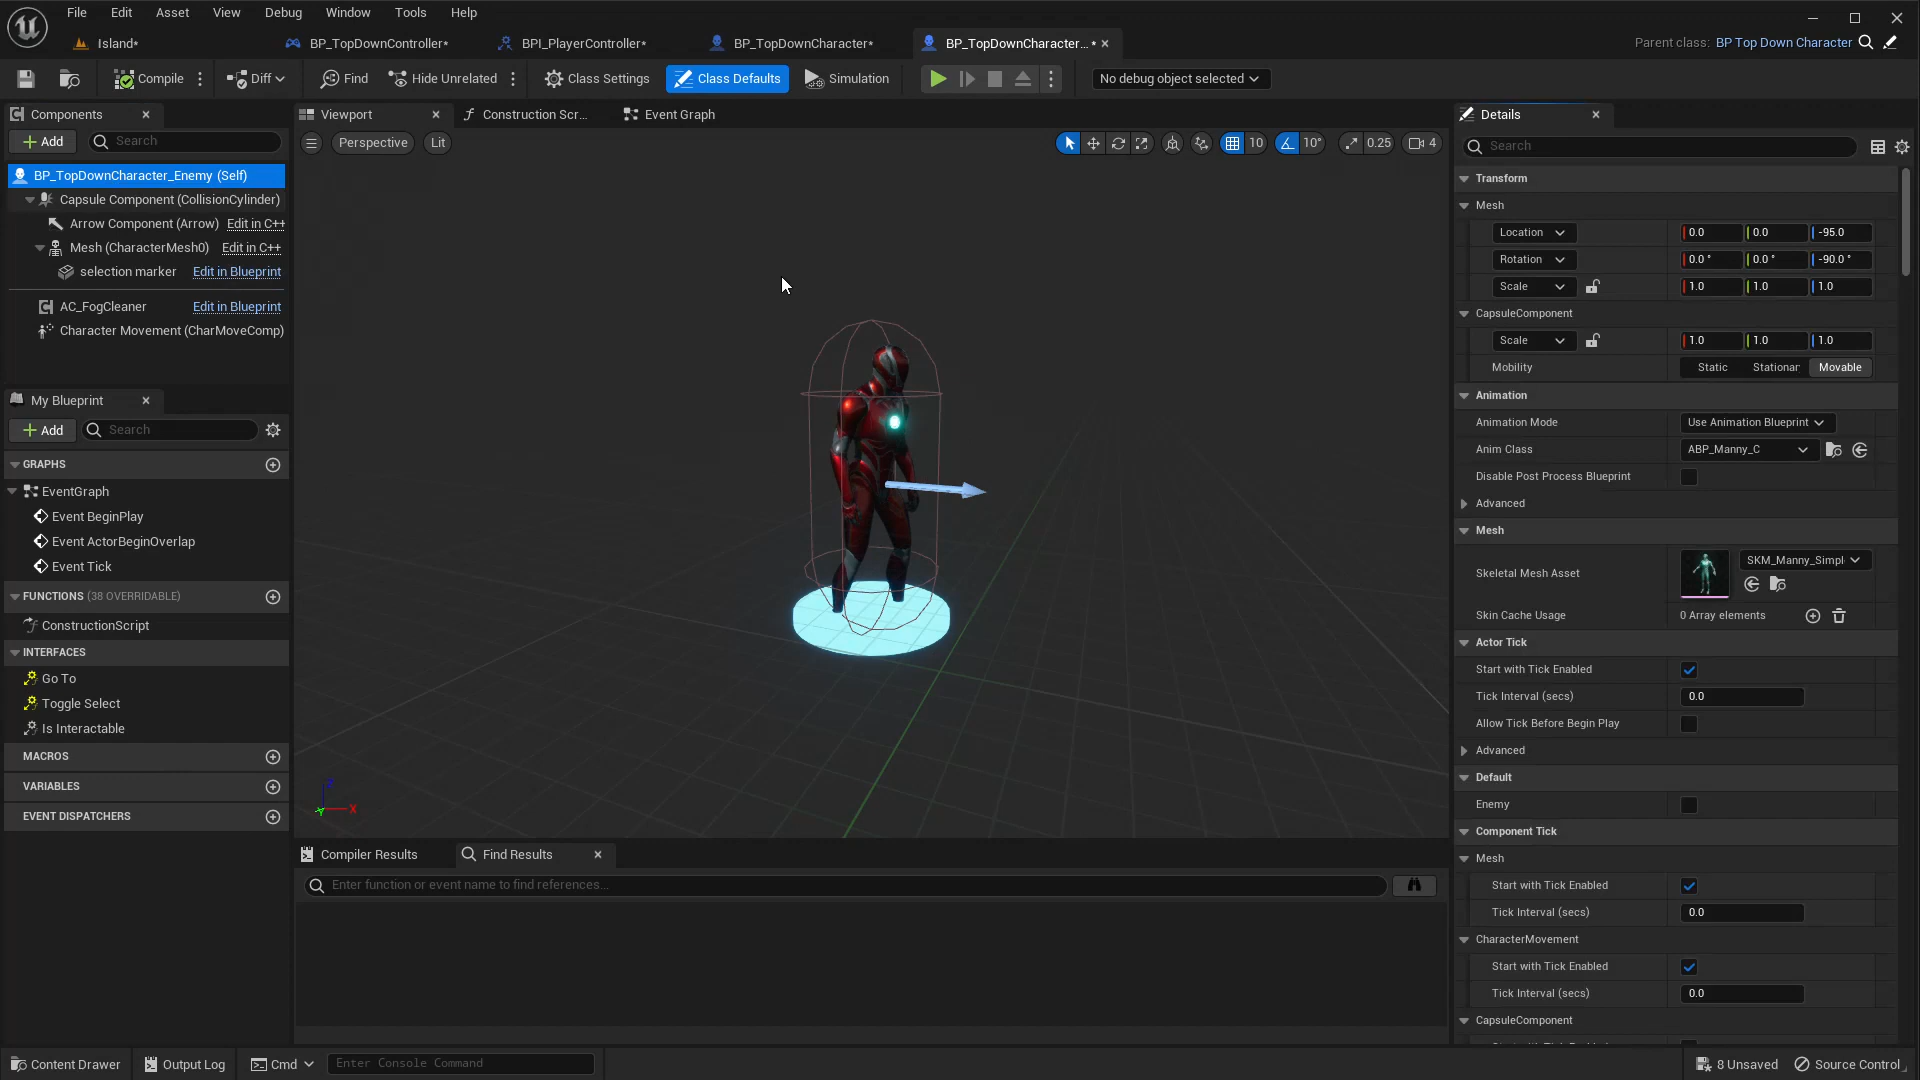 File Edit Asset View Debug Window Tools Help
Island* BP_TopDownController* BPI_PlayerController* BP_TopDownCharacter* BP_TopDownCharacter... *
Parent class: BP Top Down Character
Compile Diff Find Hide Unrelated Class Settings Class Defaults Simulation No debug object selected
Components
Add Search
BP_TopDownCharacter_Enemy (Self)
Capsule Component (CollisionCylinder)
Arrow Component (Arrow) Edit in C++
Mesh (CharacterMesh0) Edit in C++
selection marker Edit in Blueprint
AC_FogCleaner Edit in Blueprint
Character Movement (CharMoveComp)
My Blueprint
Add Search
GRAPHS
EventGraph
Event BeginPlay
Event ActorBeginOverlap
Event Tick
FUNCTIONS (38 OVERRIDABLE)
ConstructionScript
INTERFACES
Go To
Toggle Select
Is Interactable
MACROS
VARIABLES
EVENT DISPATCHERS
Viewport Construction Scr... Event Graph
Perspective Lit 10 10° 0.25 4
X
Compiler Results Find Results
Enter function or event name to find references...
Details
Search
Transform
Mesh
Location 0.0 0.0 -95.0
Rotation 0.0 ° 0.0 ° -90.0 °
Scale 1.0 1.0 1.0
CapsuleComponent
Scale 1.0 1.0 1.0
Mobility Static Stationar Movable
Animation
Animation Mode Use Animation Blueprint
Anim Class ABP_Manny_C
Disable Post Process Blueprint
Advanced
Mesh
Skeletal Mesh Asset SKM_Manny_Simpl
Skin Cache Usage 0 Array elements
Actor Tick
Start with Tick Enabled
Tick Interval (secs) 0.0
Allow Tick Before Begin Play
Advanced
Default
Enemy
Component Tick
Mesh
Start with Tick Enabled
Tick Interval (secs) 0.0
CharacterMovement
Start with Tick Enabled
Tick Interval (secs) 0.0
CapsuleComponent
Content Drawer Output Log Cmd Enter Console Command 8 Unsaved Source Control